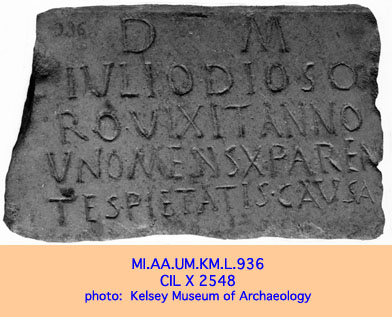 936
D M
IVLIO DIOSO
RO·VIXIT ANNO
VNO MENS X PAREN
TES PIETATIS·CAVSA
MI.AA.UM.KM.L.936
CIL X 2548
photo: Kelsey Museum of Archaeology